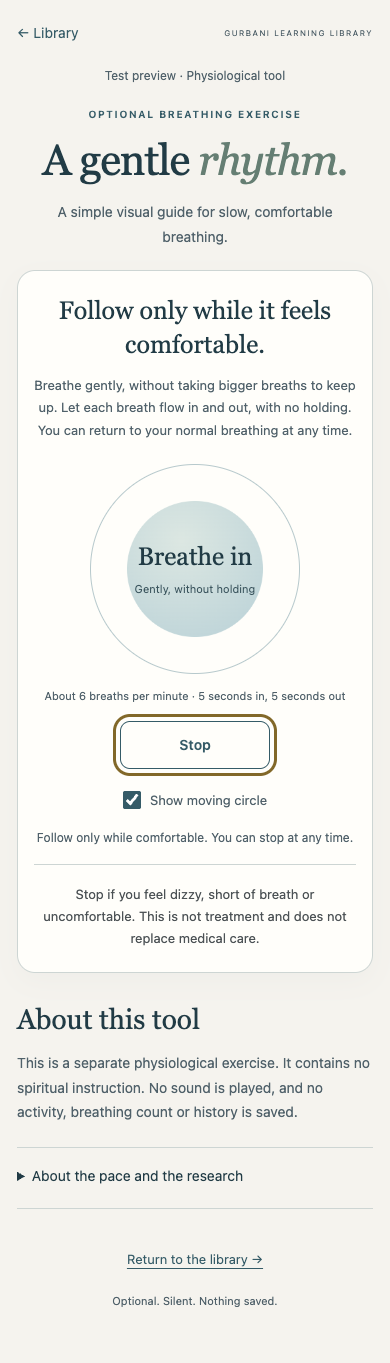 ← Library
GURBANI LEARNING LIBRARY
Test preview · Physiological tool
OPTIONAL BREATHING EXERCISE
A gentle rhythm.
A simple visual guide for slow, comfortable
breathing.
Follow only while it feels
comfortable.
Breathe gently, without taking bigger breaths to keep
up. Let each breath flow in and out, with no holding.
You can return to your normal breathing at any time.
Breathe in
Gently, without holding
About 6 breaths per minute · 5 seconds in, 5 seconds out
Stop
Show moving circle
Follow only while comfortable. You can stop at any time.
Stop if you feel dizzy, short of breath or
uncomfortable. This is not treatment and does not
replace medical care.
About this tool
This is a separate physiological exercise. It contains no
spiritual instruction. No sound is played, and no
activity, breathing count or history is saved.
▶ About the pace and the research
Return to the library →
Optional. Silent. Nothing saved.